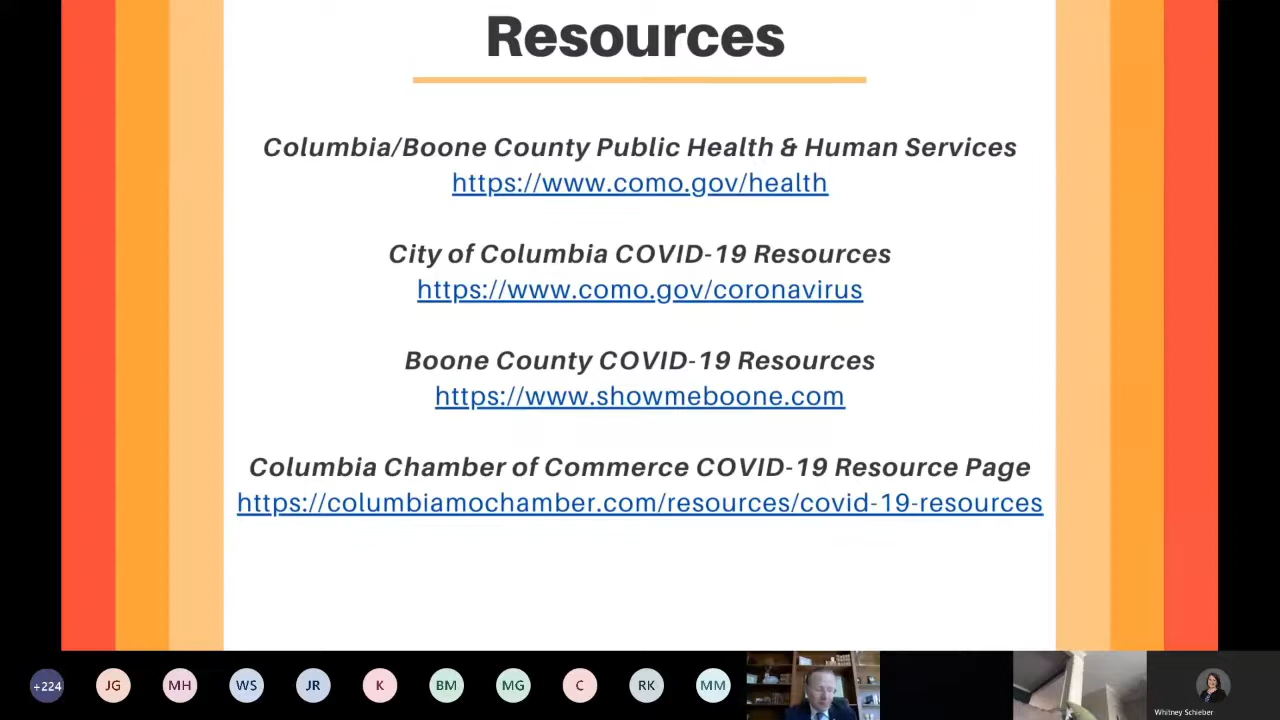 Resources
Columbia/Boone County Public Health & Human Services
https://www.como.gov/health
City of Columbia COVID-19 Resources
https://www.como.gov/coronavirus
Boone County COVID-19 Resources
https://www.showmeboone.com
Columbia Chamber of Commerce COVID-19 Resource Page
https://columbiamochamber.com/resources/covid-19-resources
+224 JG MH WS JR K BM MG C RK MM
Whitney Schieber